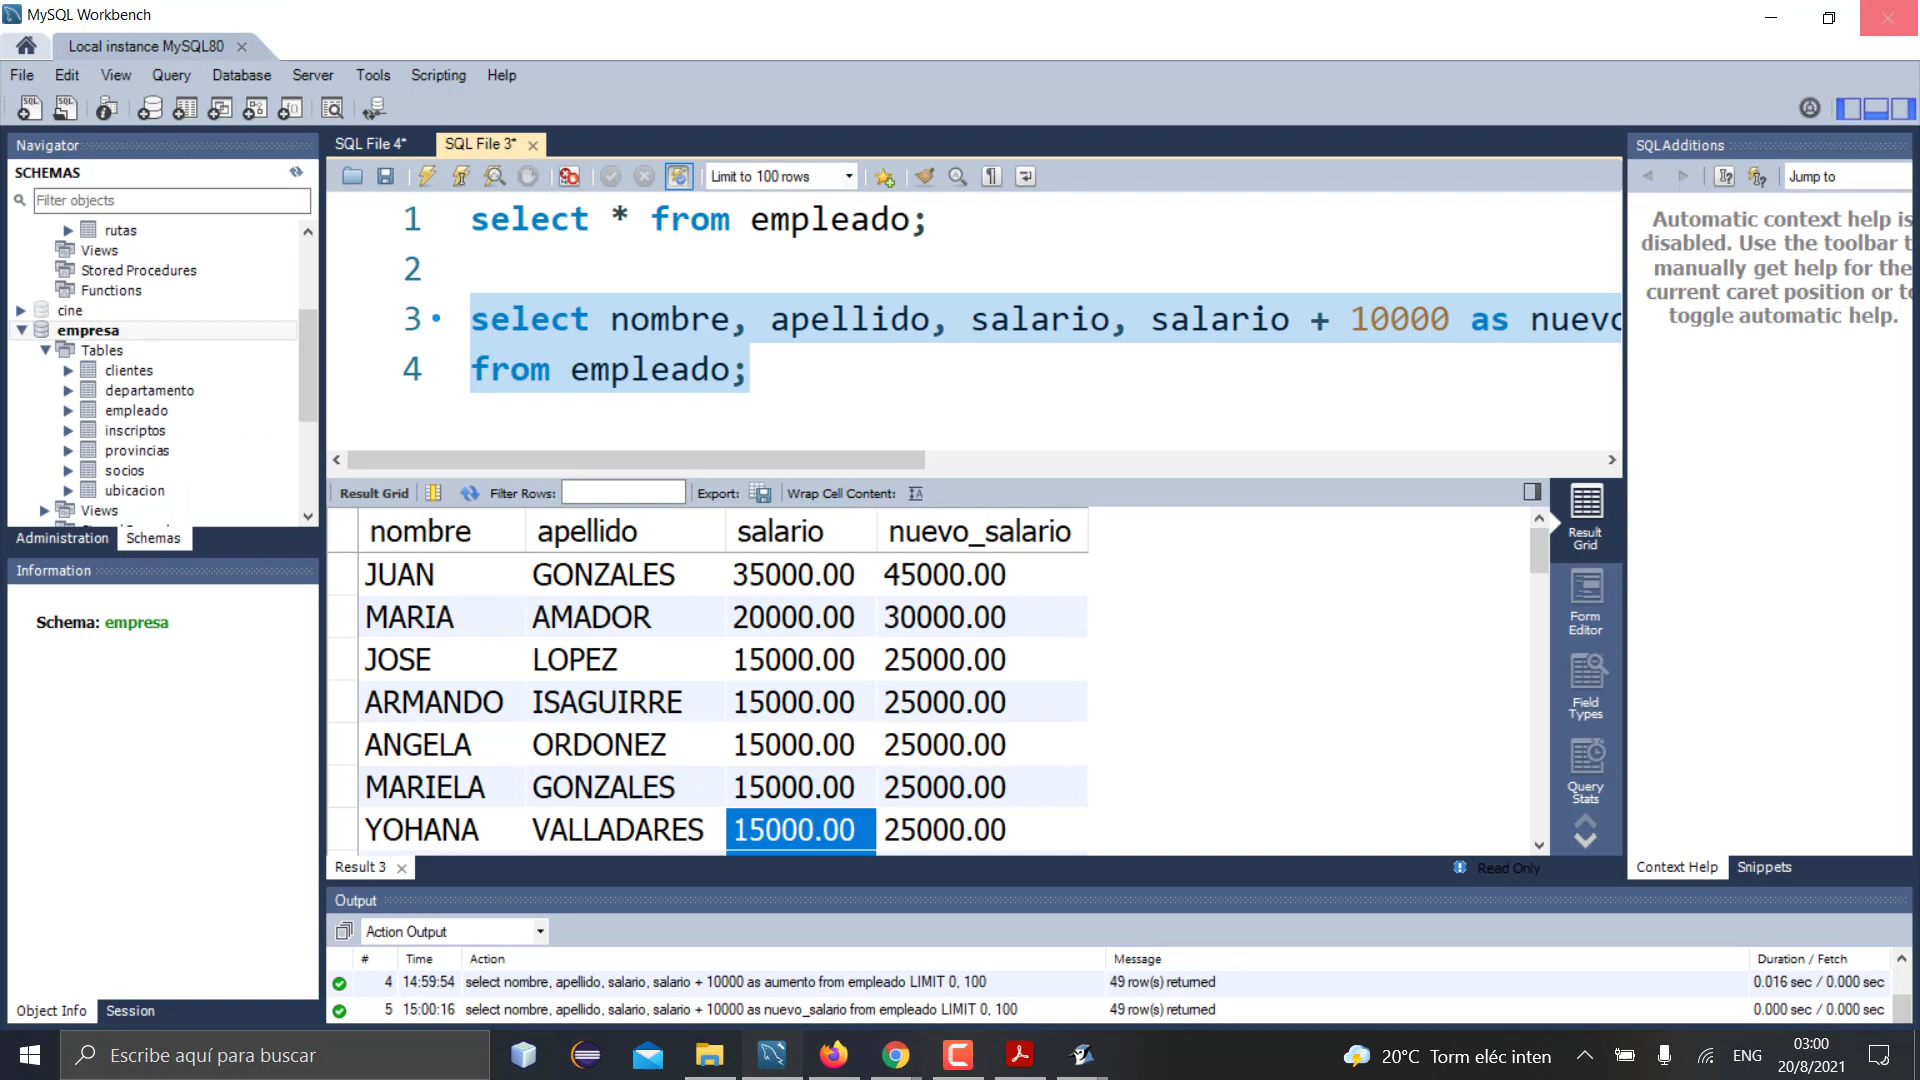 MySQL Workbench
Local instance MySQL80
File Edit View Query Database Server Tools Scripting Help
Navigator
SCHEMAS
Filter objects
rutas
Views
Stored Procedures
Functions
cine
empresa
Tables
clientes
departamento
empleado
inscriptos
provincias
socios
ubicacion
Views
Administration Schemas
Information
Schema: empresa
Object Info Session
SQL File 4* SQL File 3*
Limit to 100 rows
1 select * from empleado;
2
3 select nombre, apellido, salario, salario + 10000 as nuevo
4 from empleado;
Result Grid Filter Rows: Export: Wrap Cell Content:
nombre apellido salario nuevo_salario
JUAN GONZALES 35000.00 45000.00
MARIA AMADOR 20000.00 30000.00
JOSE LOPEZ 15000.00 25000.00
ARMANDO ISAGUIRRE 15000.00 25000.00
ANGELA ORDONEZ 15000.00 25000.00
MARIELA GONZALES 15000.00 25000.00
YOHANA VALLADARES 15000.00 25000.00
Result Grid
Form Editor
Field Types
Query Stats
Result 3
Read Only
SQLAdditions
Jump to
Automatic context help is
disabled. Use the toolbar t
manually get help for the
current caret position or to
toggle automatic help.
Context Help Snippets
Output
Action Output
# Time Action Message Duration / Fetch
4 14:59:54 select nombre, apellido, salario, salario + 10000 as aumento from empleado LIMIT 0, 100 49 row(s) returned 0.016 sec / 0.000 sec
5 15:00:16 select nombre, apellido, salario, salario + 10000 as nuevo_salario from empleado LIMIT 0, 100 49 row(s) returned 0.000 sec / 0.000 sec
Escribe aquí para buscar
20°C Torm eléc inten
ENG
03:00
20/8/2021